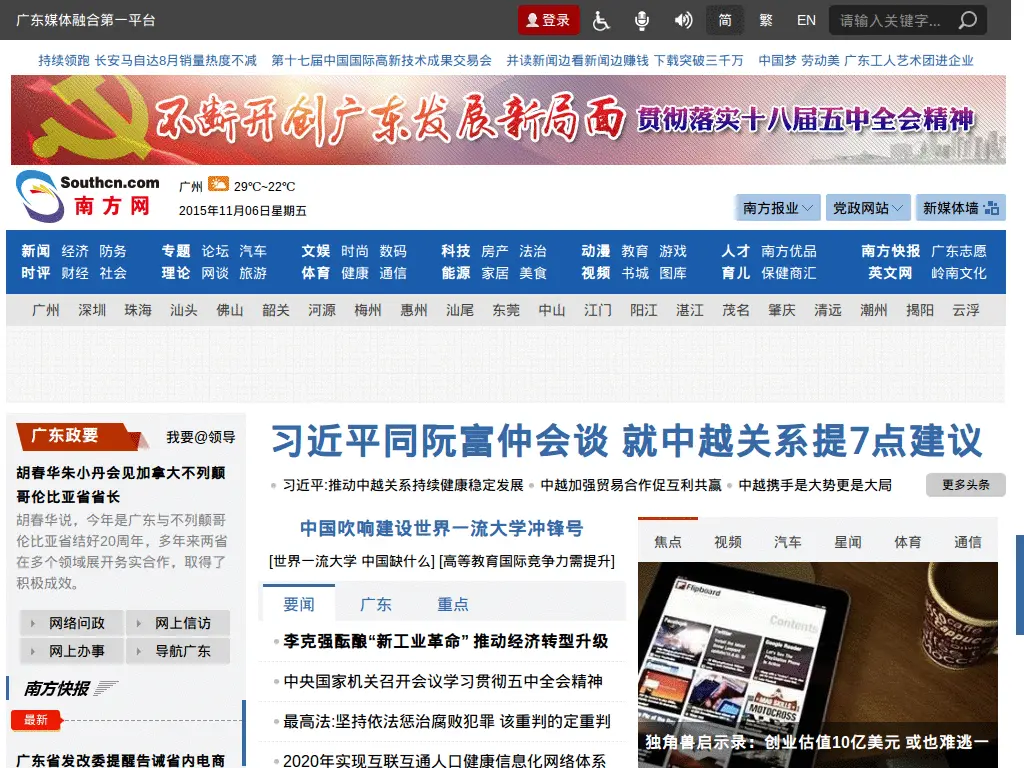 广东媒体融合第一平台
登录
简 繁 EN
请输入关键字...
持续领跑 长安马自达8月销量热度不减 第十七届中国国际高新技术成果交易会 并读新闻边看新闻边赚钱 下载突破三千万 中国梦 劳动美 广东工人艺术团进企业
不断开创广东发展新局面 贯彻落实十八届五中全会精神
Southcn.com
南方网
广州 29℃~22℃
2015年11月06日星期五
南方报业 党政网站 新媒体墙
新闻 经济 防务 专题 论坛 汽车 文娱 时尚 数码 科技 房产 法治 动漫 教育 游戏 人才 南方优品 南方快报 广东志愿
时评 财经 社会 理论 网谈 旅游 体育 健康 通信 能源 家居 美食 视频 书城 图库 育儿 保健商汇 英文网 岭南文化
广州 深圳 珠海 汕头 佛山 韶关 河源 梅州 惠州 汕尾 东莞 中山 江门 阳江 湛江 茂名 肇庆 清远 潮州 揭阳 云浮
广东政要
我要@领导
胡春华朱小丹会见加拿大不列颠
哥伦比亚省省长
胡春华说，今年是广东与不列颠哥
伦比亚省结好20周年，多年来两省
在多个领域展开务实合作，取得了
积极成效。
网络问政 网上信访
网上办事 导航广东
南方快报
最新
广东省发改委提醒告诫省内电商
习近平同阮富仲会谈 就中越关系提7点建议
习近平:推动中越关系持续健康稳定发展 中越加强贸易合作促互利共赢 中越携手是大势更是大局
更多头条
中国吹响建设世界一流大学冲锋号
[世界一流大学 中国缺什么] [高等教育国际竞争力需提升]
要闻 广东 重点
李克强酝酿“新工业革命” 推动经济转型升级
中央国家机关召开会议学习贯彻五中全会精神
最高法:坚持依法惩治腐败犯罪 该重判的定重判
2020年实现互联互通人口健康信息化网络体系
焦点 视频 汽车 星闻 体育 通信
Flipboard
Contents
Twitter
Google Reader
MOTOCROSS
独角兽启示录：创业估值10亿美元 或也难逃一